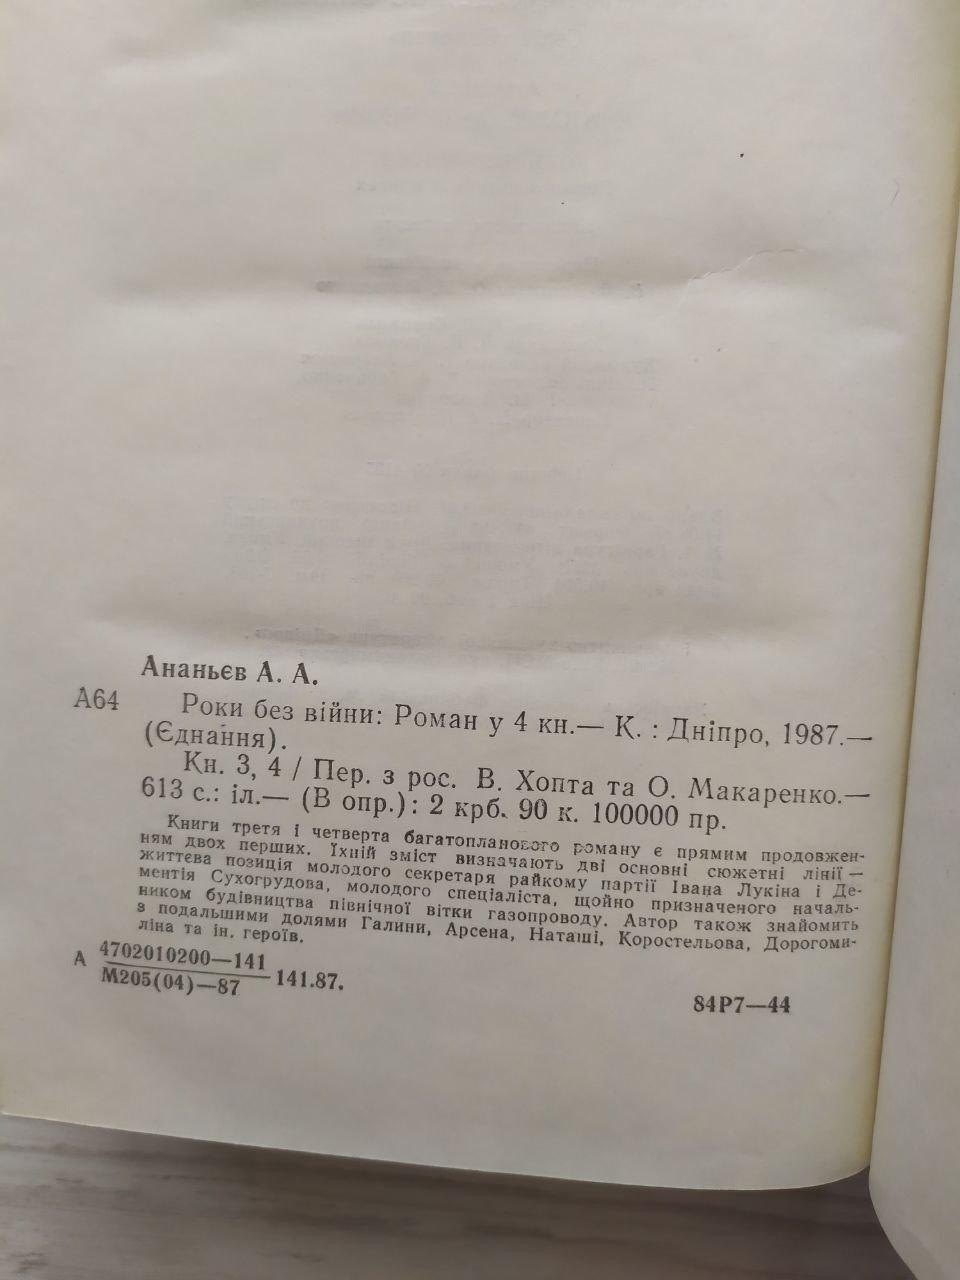 Ананьєв А. А.
А64 Роки без війни: Роман у 4 кн.— К. : Дніпро, 1987.—
(Єднання).
Кн. 3, 4 / Пер. з рос. В. Хопта та О. Макаренко.—
613 с.: іл.— (В опр.): 2 крб. 90 к. 100000 пр.
Книги третя і четверта багатопланового роману є прямим продовжен-
ням двох перших. Їхній зміст визначають дві основні сюжетні лінії —
життєва позиція молодого секретаря райкому партії Івана Лукіна і Де-
ментія Сухогрудова, молодого спеціаліста, щойно призначеного началь-
ником будівництва північної вітки газопроводу. Автор також знайомить
з подальшими долями Галини, Арсена, Наташі, Коростельова, Дорогоми-
ліна та ін. героїв.
А 4702010200—141
М205(04)—87 141.87.
84Р7—44